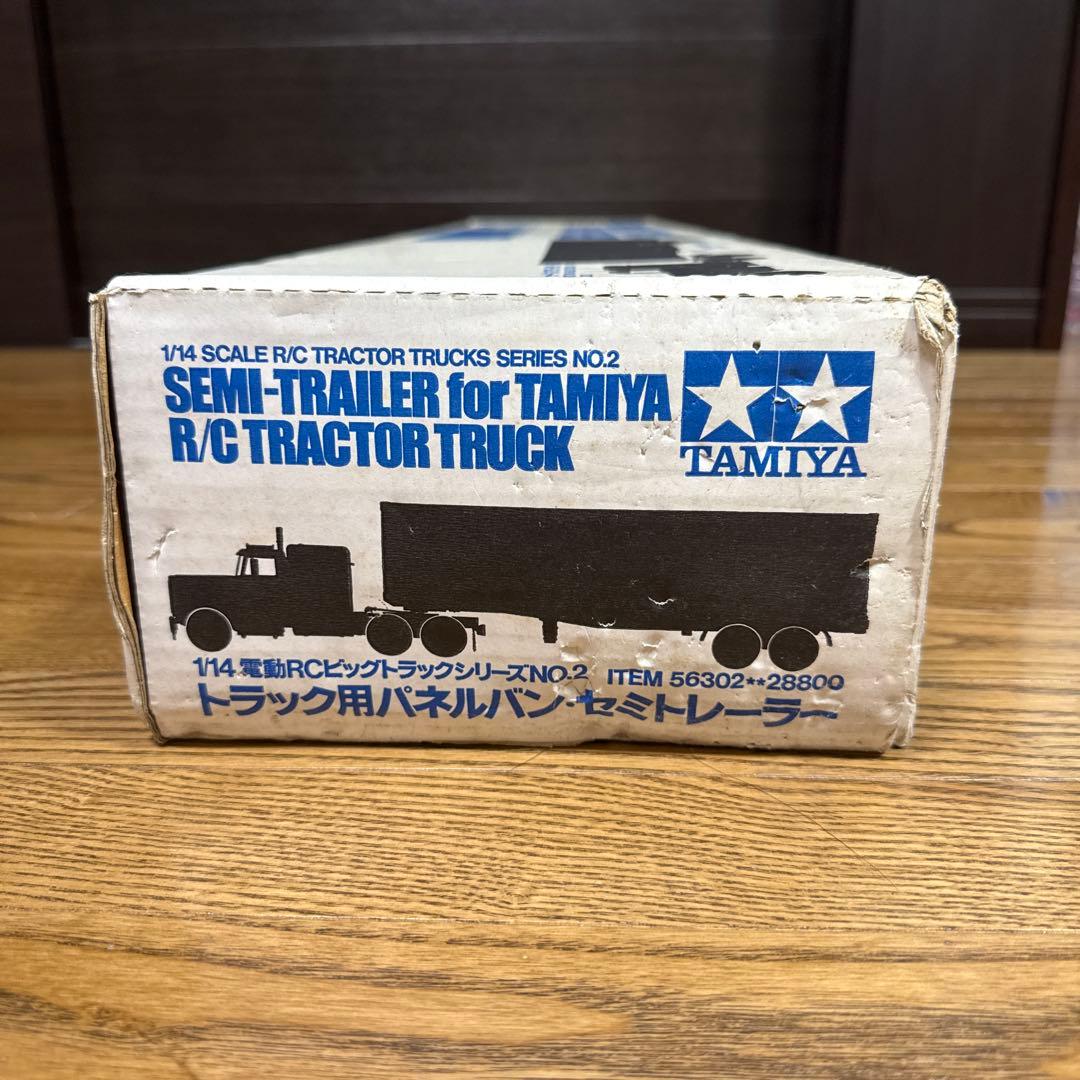 1/14 SCALE R/C TRACTOR TRUCKS SERIES NO.2
SEMI-TRAILER for TAMIYA
R/C TRACTOR TRUCK
TAMIYA
1/14 電動RCビッグトラックシリーズNO.2 ITEM 56302**28800
トラック用パネルバン・セミトレーラー